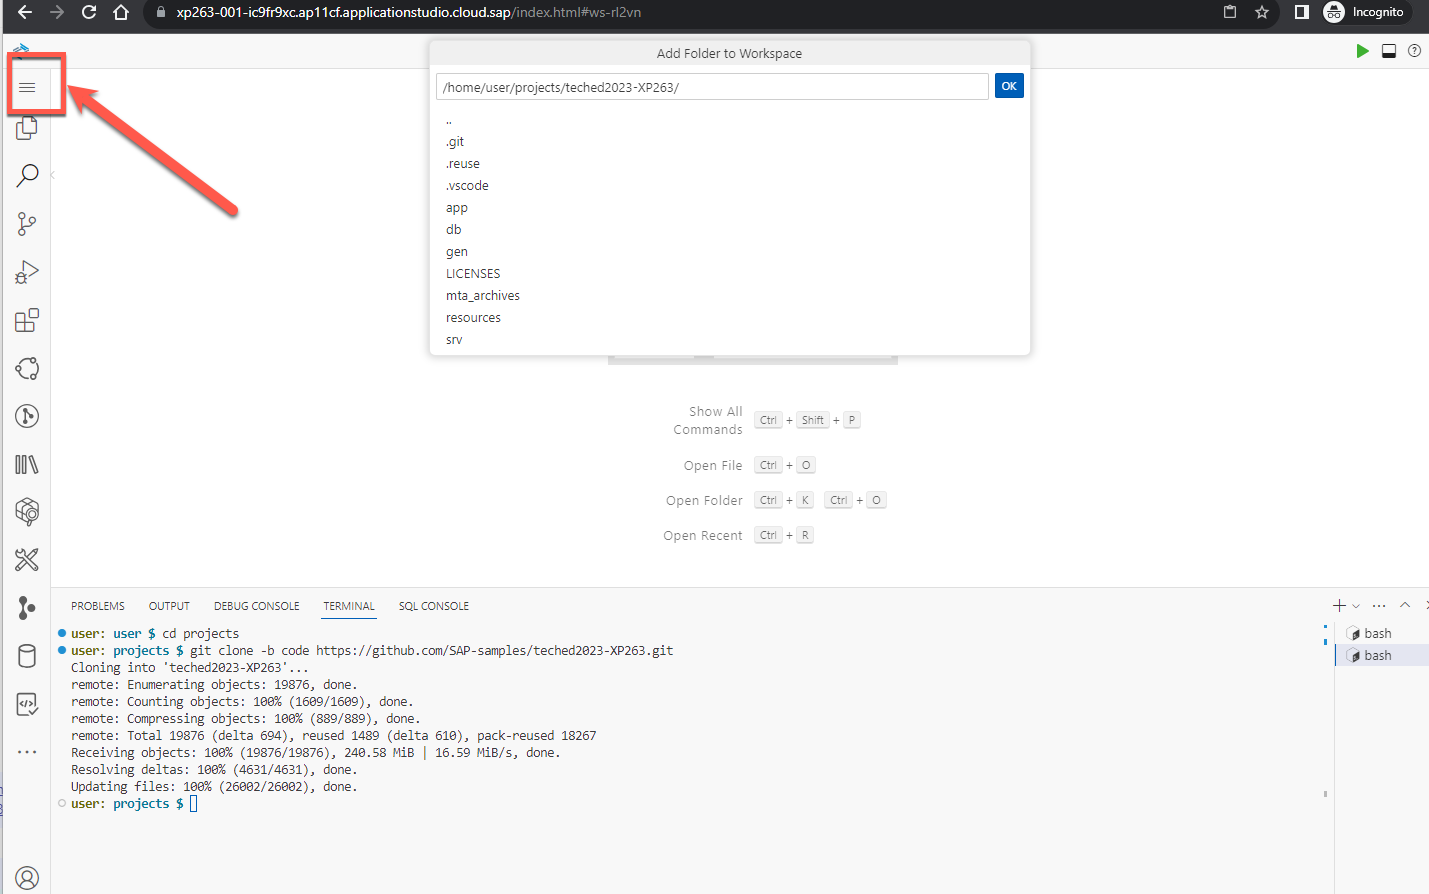 xp263-001-ic9fr9xc.ap11cf.applicationstudio.cloud.sap/index.html#ws-rl2vn
Incognito
Add Folder to Workspace
/home/user/projects/teched2023-XP263/
OK
..
.git
.reuse
.vscode
app
db
gen
LICENSES
mta_archives
resources
srv
Show All Commands Ctrl + Shift + P
Open File Ctrl + O
Open Folder Ctrl + K Ctrl + O
Open Recent Ctrl + R
PROBLEMS OUTPUT DEBUG CONSOLE TERMINAL SQL CONSOLE
user: user $ cd projects
user: projects $ git clone -b code https://github.com/SAP-samples/teched2023-XP263.git
Cloning into 'teched2023-XP263'...
remote: Enumerating objects: 19876, done.
remote: Counting objects: 100% (1609/1609), done.
remote: Compressing objects: 100% (889/889), done.
remote: Total 19876 (delta 694), reused 1489 (delta 610), pack-reused 18267
Receiving objects: 100% (19876/19876), 240.58 MiB | 16.59 MiB/s, done.
Resolving deltas: 100% (4631/4631), done.
Updating files: 100% (26002/26002), done.
user: projects $
bash
bash